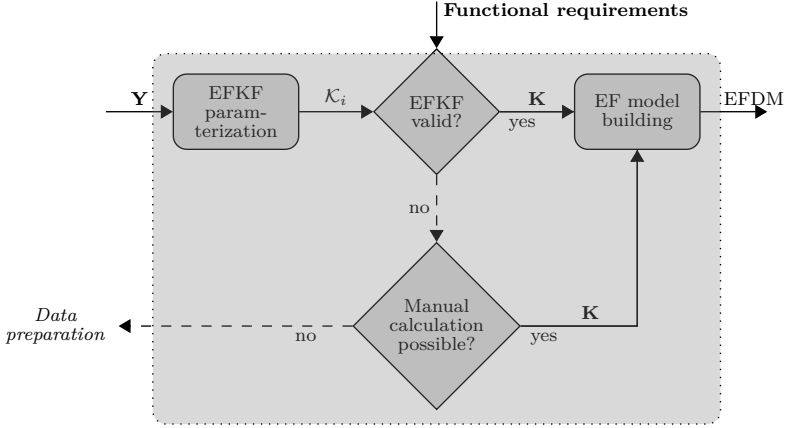 Functional requirements
Y
EFKF
param-
terization
𝒦ᵢ
EFKF
valid?
K
yes
EF model
building
EFDM
no
Data
preparation
no
Manual
calculation
possible?
K
yes